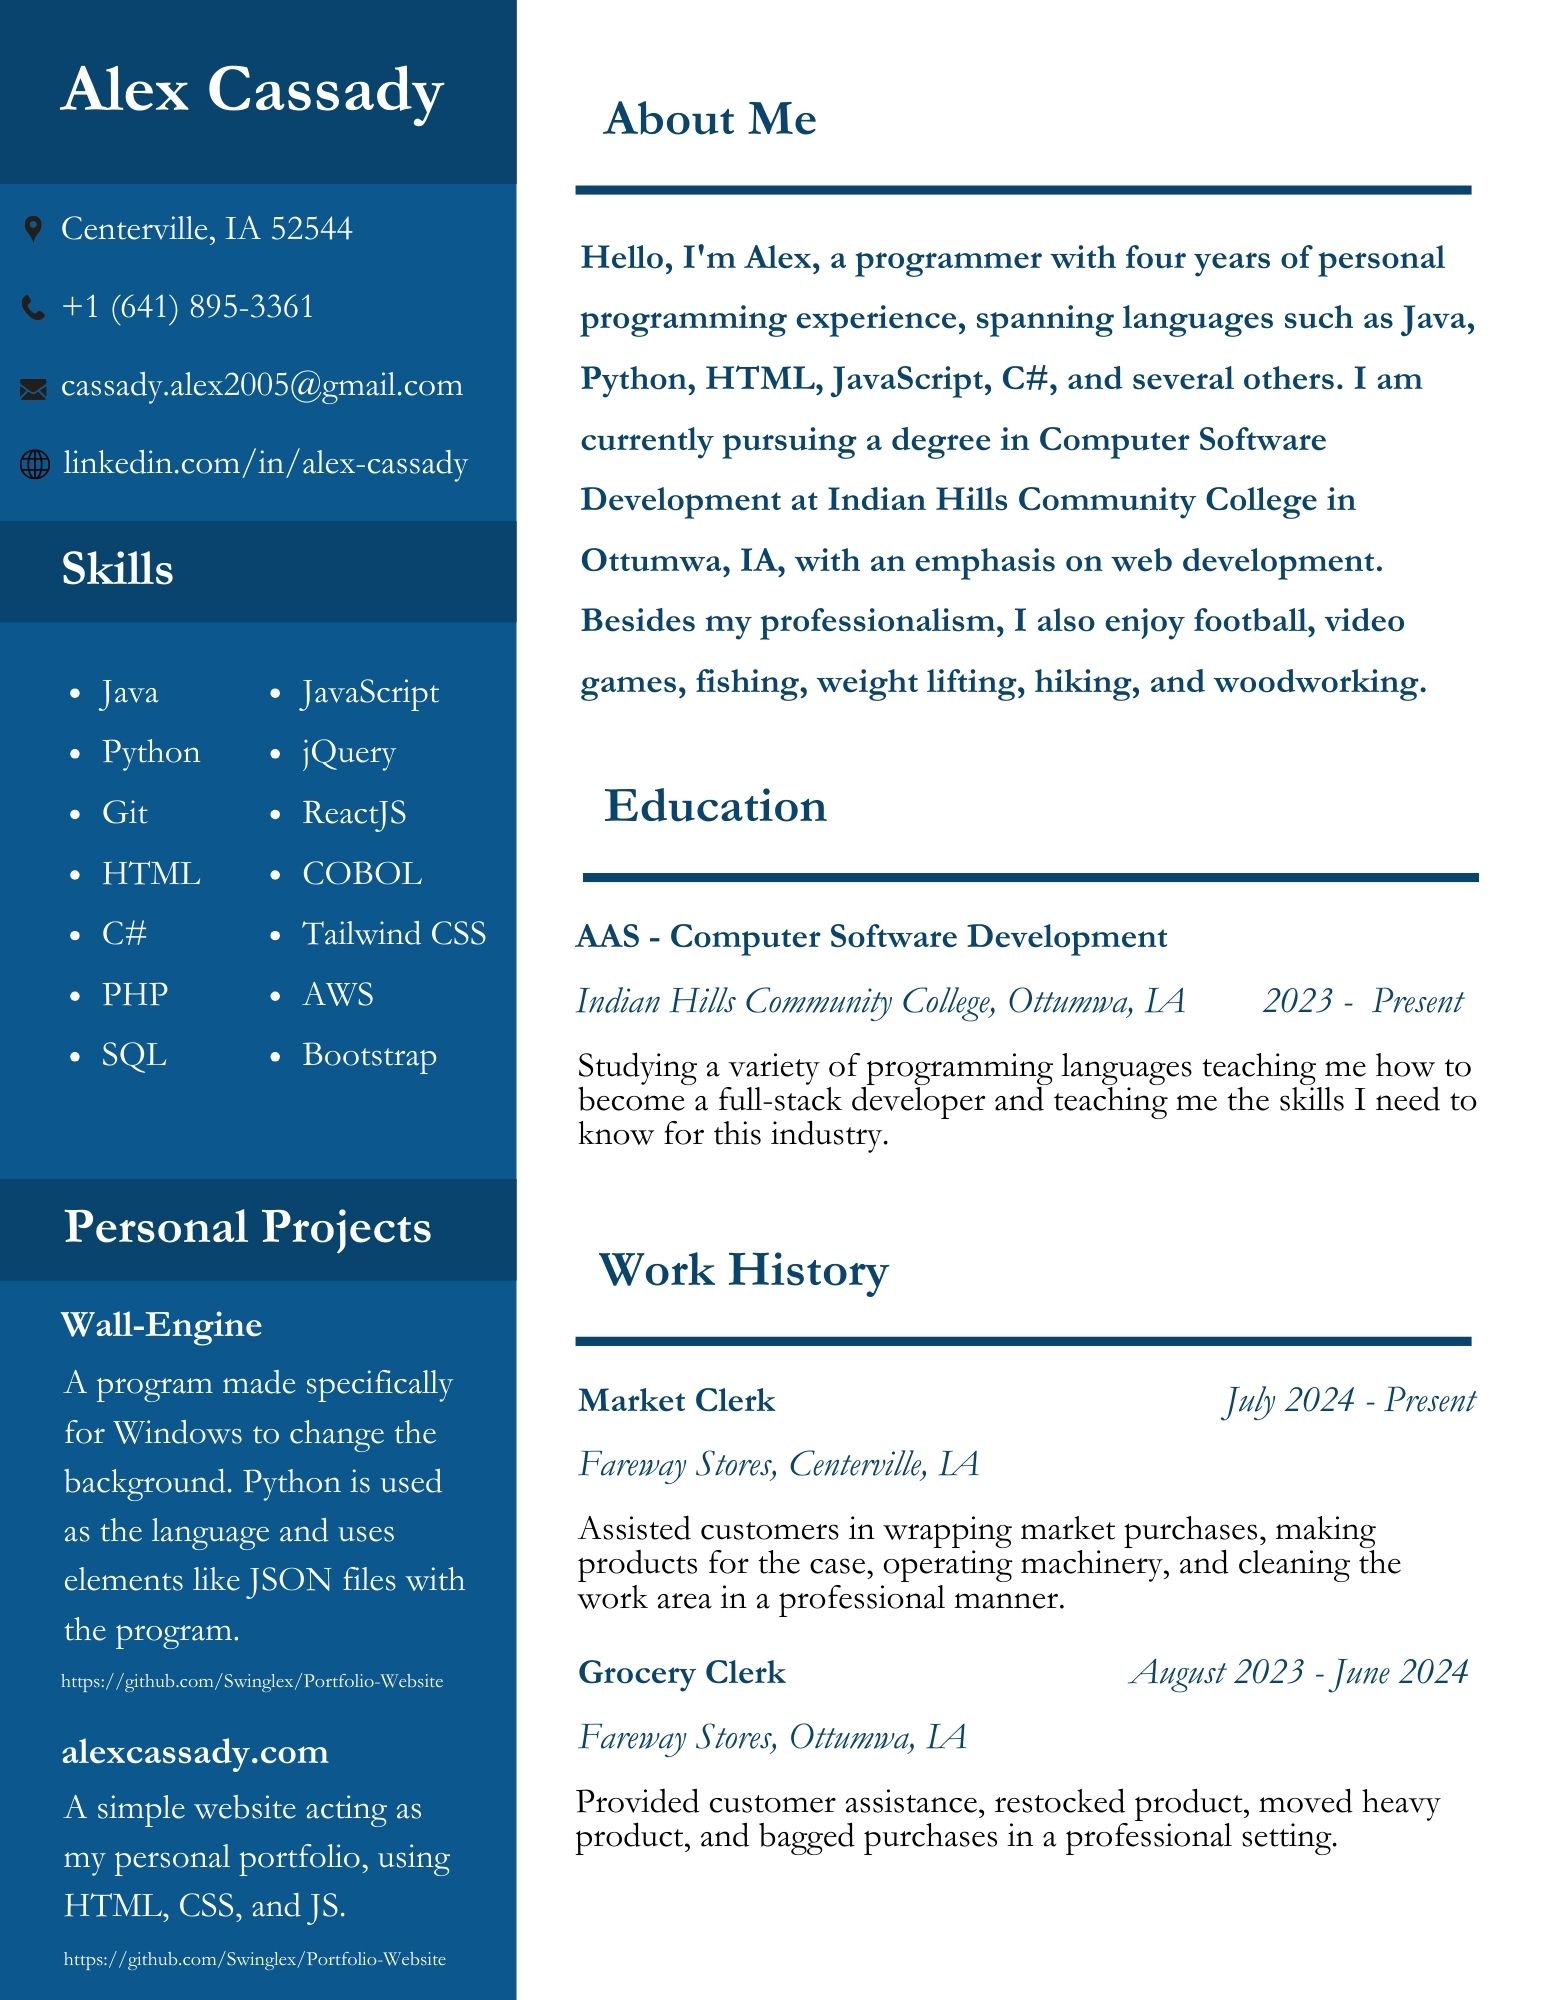 Alex Cassady
Centerville, IA 52544
+1 (641) 895-3361
cassady.alex2005@gmail.com
linkedin.com/in/alex-cassady
Skills
• Java
• Python
• Git
• HTML
• C#
• PHP
• SQL
• JavaScript
• jQuery
• ReactJS
• COBOL
• Tailwind CSS
• AWS
• Bootstrap
Personal Projects
Wall-Engine
A program made specifically
for Windows to change the
background. Python is used
as the language and uses
elements like JSON files with
the program.
https://github.com/Swinglex/Portfolio-Website
alexcassady.com
A simple website acting as
my personal portfolio, using
HTML, CSS, and JS.
https://github.com/Swinglex/Portfolio-Website
About Me
Hello, I'm Alex, a programmer with four years of personal
programming experience, spanning languages such as Java,
Python, HTML, JavaScript, C#, and several others. I am
currently pursuing a degree in Computer Software
Development at Indian Hills Community College in
Ottumwa, IA, with an emphasis on web development.
Besides my professionalism, I also enjoy football, video
games, fishing, weight lifting, hiking, and woodworking.
Education
AAS - Computer Software Development
Indian Hills Community College, Ottumwa, IA 2023 - Present
Studying a variety of programming languages teaching me how to
become a full-stack developer and teaching me the skills I need to
know for this industry.
Work History
Market Clerk July 2024 - Present
Fareway Stores, Centerville, IA
Assisted customers in wrapping market purchases, making
products for the case, operating machinery, and cleaning the
work area in a professional manner.
Grocery Clerk August 2023 - June 2024
Fareway Stores, Ottumwa, IA
Provided customer assistance, restocked product, moved heavy
product, and bagged purchases in a professional setting.